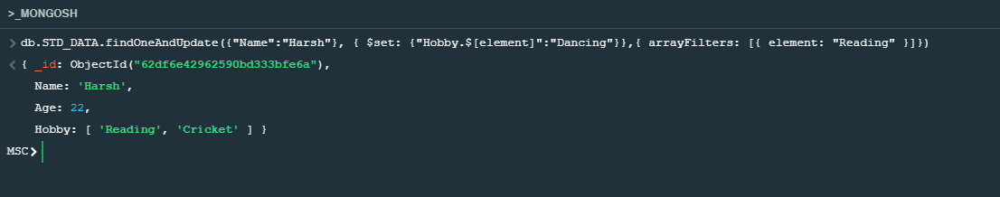 >_MONGOSH
> db.STD_DATA.findOneAndUpdate({"Name":"Harsh"}, { $set: {"Hobby.$[element]":"Dancing"}},{ arrayFilters: [{ element: "Reading" }]})
< { _id: ObjectId("62df6e42962590bd333bfe6a"),
Name: 'Harsh',
Age: 22,
Hobby: [ 'Reading', 'Cricket' ] }
MSC>